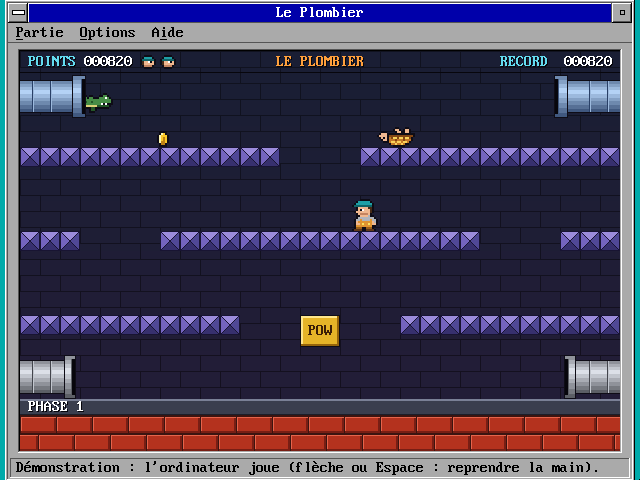 Le Plombier
Partie Options Aide
POINTS 000820 LE PLOMBIER RECORD 000820
POW
PHASE 1
Démonstration : l'ordinateur joue (flèche ou Espace : reprendre la main).